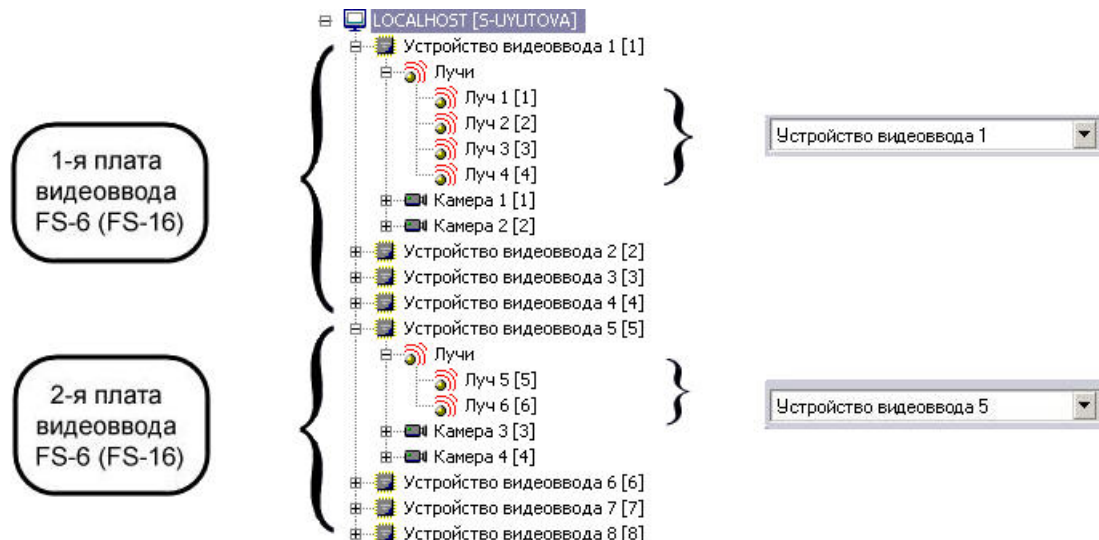 LOCALHOST [S-UYUTOVA]
Устройство видеоввода 1 [1]
Лучи
Луч 1 [1]
Луч 2 [2]
Луч 3 [3]
Луч 4 [4]
Камера 1 [1]
Камера 2 [2]
Устройство видеоввода 2 [2]
Устройство видеоввода 3 [3]
Устройство видеоввода 4 [4]
Устройство видеоввода 5 [5]
Лучи
Луч 5 [5]
Луч 6 [6]
Камера 3 [3]
Камера 4 [4]
Устройство видеоввода 6 [6]
Устройство видеоввода 7 [7]
Устройство видеоввода 8 [8]
1-я плата
видеоввода
FS-6 (FS-16)
2-я плата
видеоввода
FS-6 (FS-16)
Устройство видеоввода 1
Устройство видеоввода 5